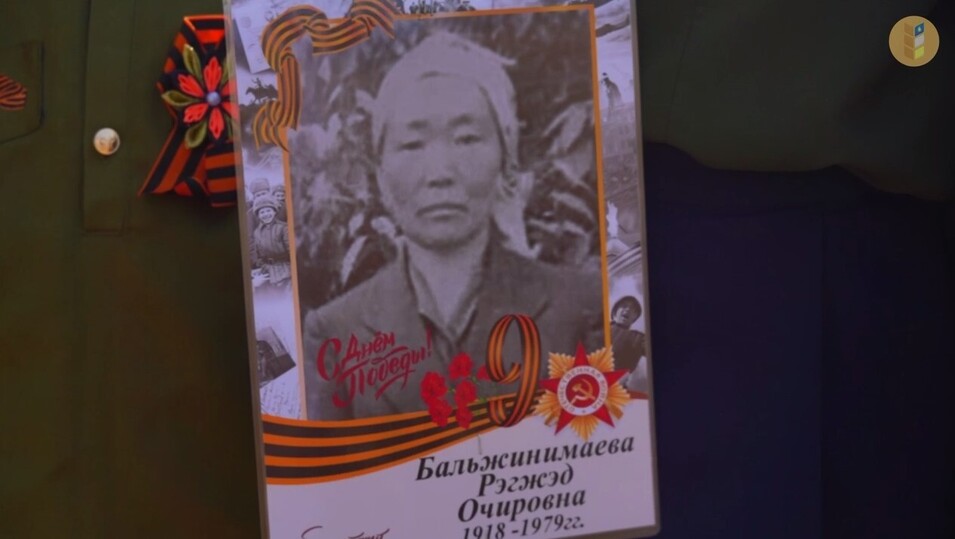 С Днём
Победы!
9
Бальжинимаева
Рэгжэд
Очировна
1918 -1979гг.